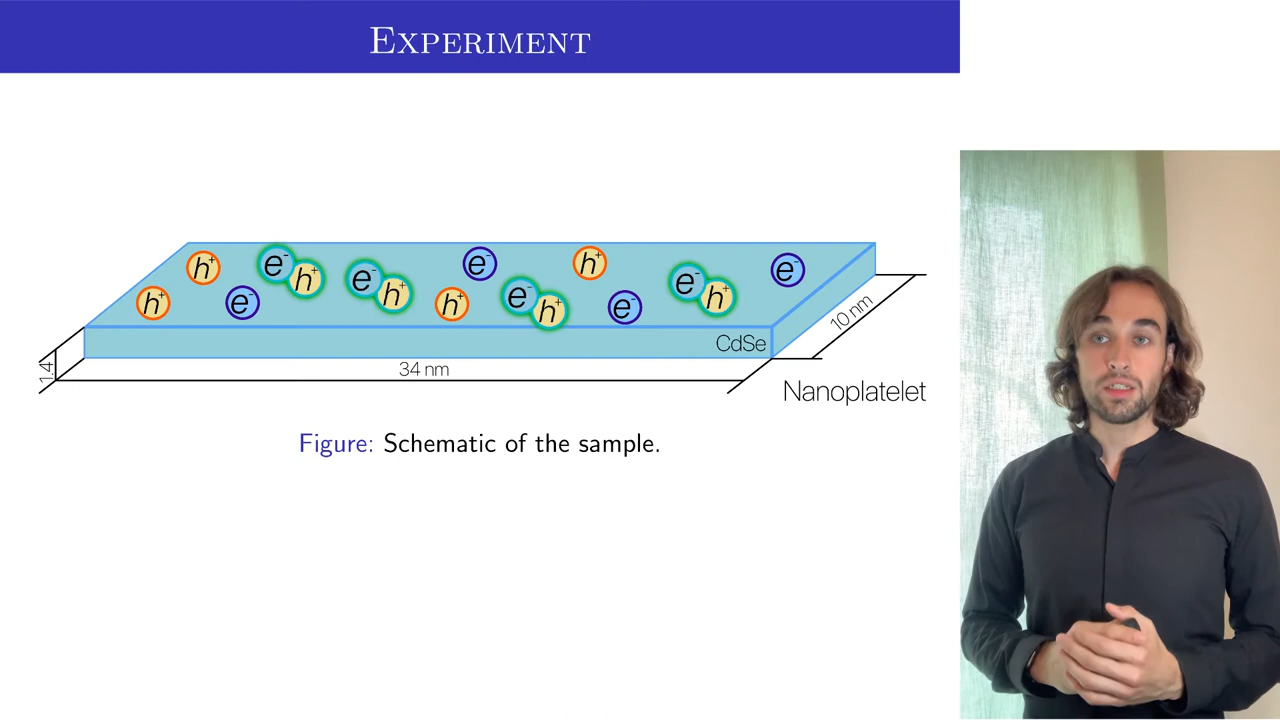 EXPERIMENT
h⁺ e⁻ h⁺ e⁻ h⁺ e⁻ h⁺ e⁻ h⁺ e⁻
h⁺ e⁻ h⁺ e⁻ h⁺ e⁻
CdSe
1.4
34 nm
10 nm
Nanoplatelet
Figure: Schematic of the sample.